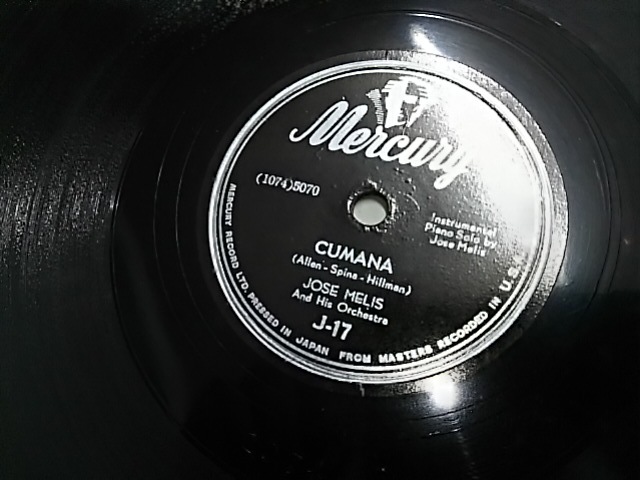 Mercury
(1074)5070
Instrumental
Piano Solo by
Jose Melis
CUMANA
(Allen - Spina - Hillman)
JOSE MELIS
And His Orchestra
J-17
MERCURY RECORD LTD. PRESSED IN JAPAN FROM MASTERS RECORDED IN U.S.